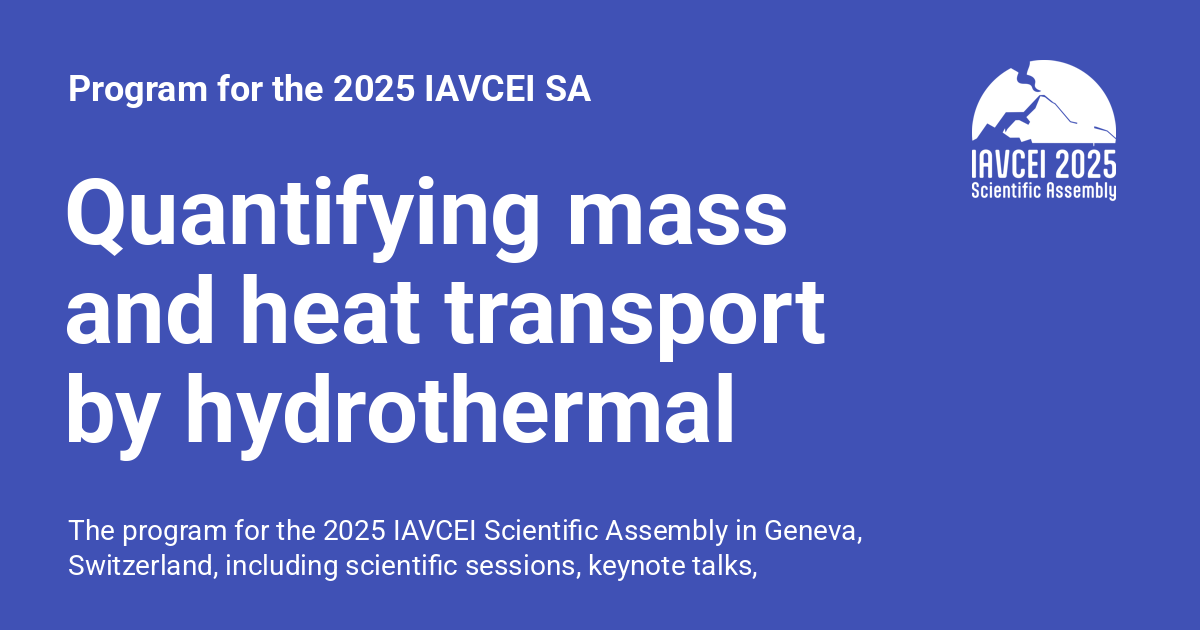 Program for the 2025 IAVCEI SA
IAVCEI 2025
Scientific Assembly
Quantifying mass
and heat transport
by hydrothermal
The program for the 2025 IAVCEI Scientific Assembly in Geneva,
Switzerland, including scientific sessions, keynote talks,